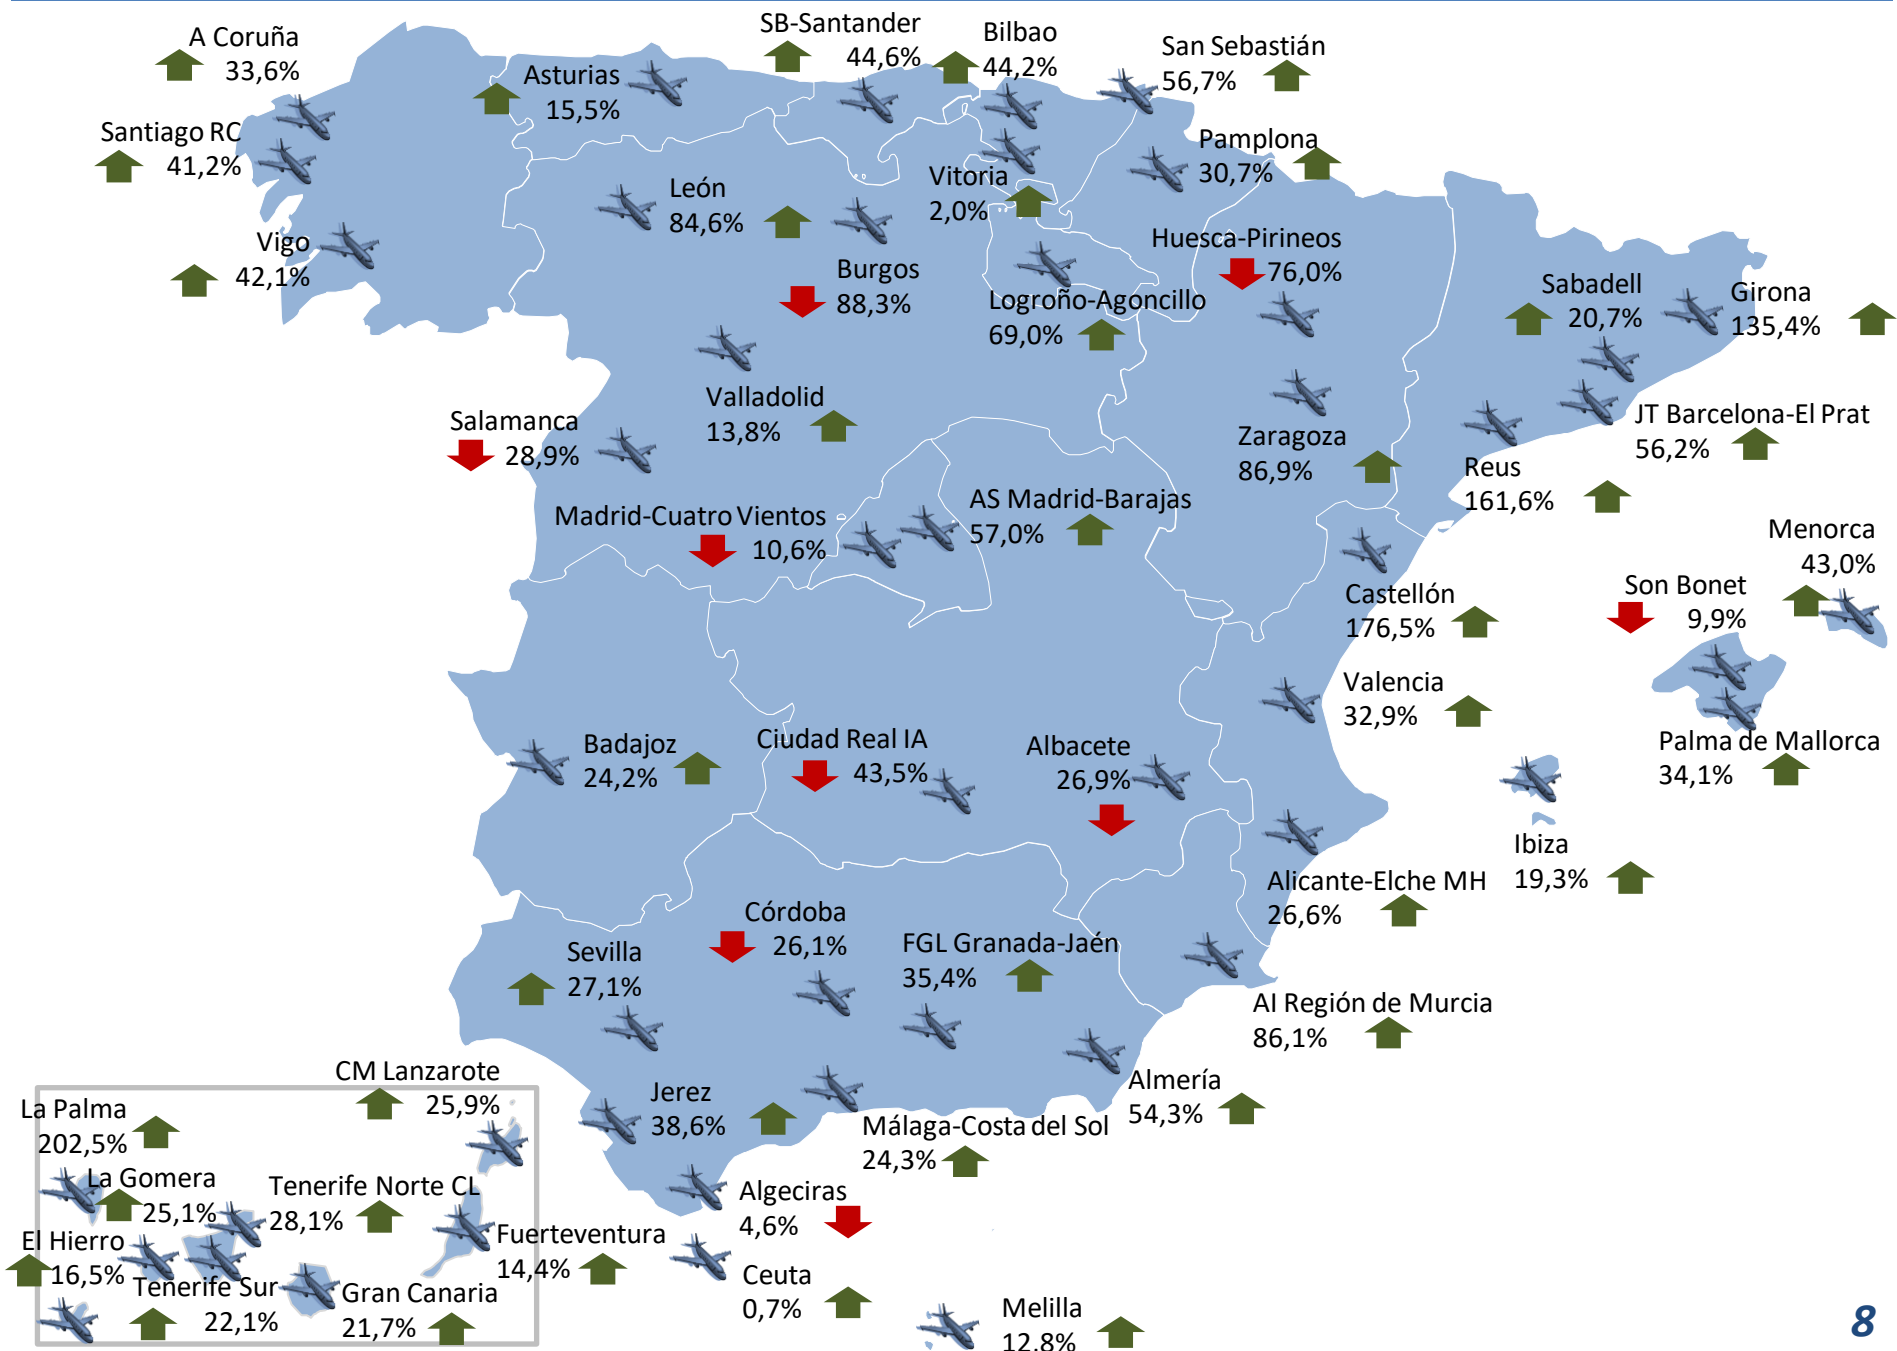 A Coruña
33,6%
Asturias
15,5%
SB-Santander
44,6%
Bilbao
44,2%
San Sebastián
56,7%
Santiago RC
41,2%
Pamplona
30,7%
León
84,6%
Vitoria
2,0%
Vigo
42,1%
Burgos
88,3%
Huesca-Pirineos
76,0%
Logroño-Agoncillo
69,0%
Sabadell
20,7%
Girona
135,4%
Valladolid
13,8%
Salamanca
28,9%
Zaragoza
86,9%
JT Barcelona-El Prat
56,2%
Reus
161,6%
Madrid-Cuatro Vientos
10,6%
AS Madrid-Barajas
57,0%
Menorca
43,0%
Son Bonet
9,9%
Castellón
176,5%
Valencia
32,9%
Palma de Mallorca
34,1%
Badajoz
24,2%
Ciudad Real IA
43,5%
Albacete
26,9%
Ibiza
19,3%
Alicante-Elche MH
26,6%
Córdoba
26,1%
Sevilla
27,1%
FGL Granada-Jaén
35,4%
AI Región de Murcia
86,1%
Almería
54,3%
Jerez
38,6%
Málaga-Costa del Sol
24,3%
CM Lanzarote
25,9%
La Palma
202,5%
La Gomera
25,1%
Tenerife Norte CL
28,1%
Algeciras
4,6%
El Hierro
16,5%
Fuerteventura
14,4%
Tenerife Sur
22,1%
Gran Canaria
21,7%
Ceuta
0,7%
Melilla
12,8%
8